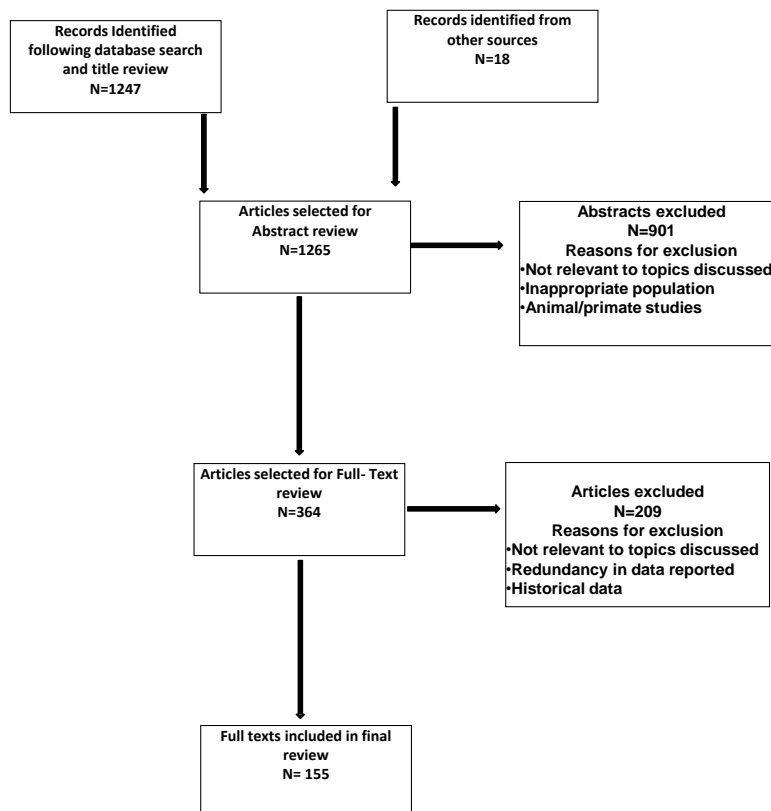 Records Identified
following database search
and title review
N=1247
Records identified from
other sources
N=18
Articles selected for
Abstract review
N=1265
Abstracts excluded
N=901
Reasons for exclusion
•Not relevant to topics discussed
•Inappropriate population
•Animal/primate studies
Articles selected for Full- Text
review
N=364
Articles excluded
N=209
Reasons for exclusion
•Not relevant to topics discussed
•Redundancy in data reported
•Historical data
Full texts included in final
review
N= 155